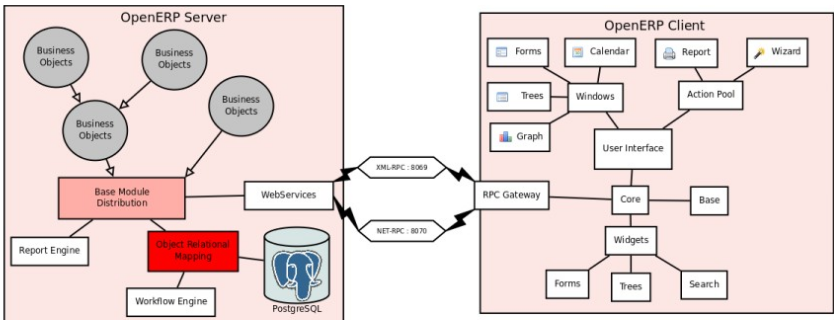 OpenERP Server
Business
Objects
Business
Objects
Business
Objects
Business
Objects
Base Module
Distribution
WebServices
Report Engine
Object Relational
Mapping
Workflow Engine
PostgreSQL
XML-RPC : 8069
NET-RPC : 8070
OpenERP Client
Forms
Calendar
Report
Wizard
Trees
Windows
Action Pool
Graph
User Interface
RPC Gateway
Core
Base
Widgets
Forms
Trees
Search